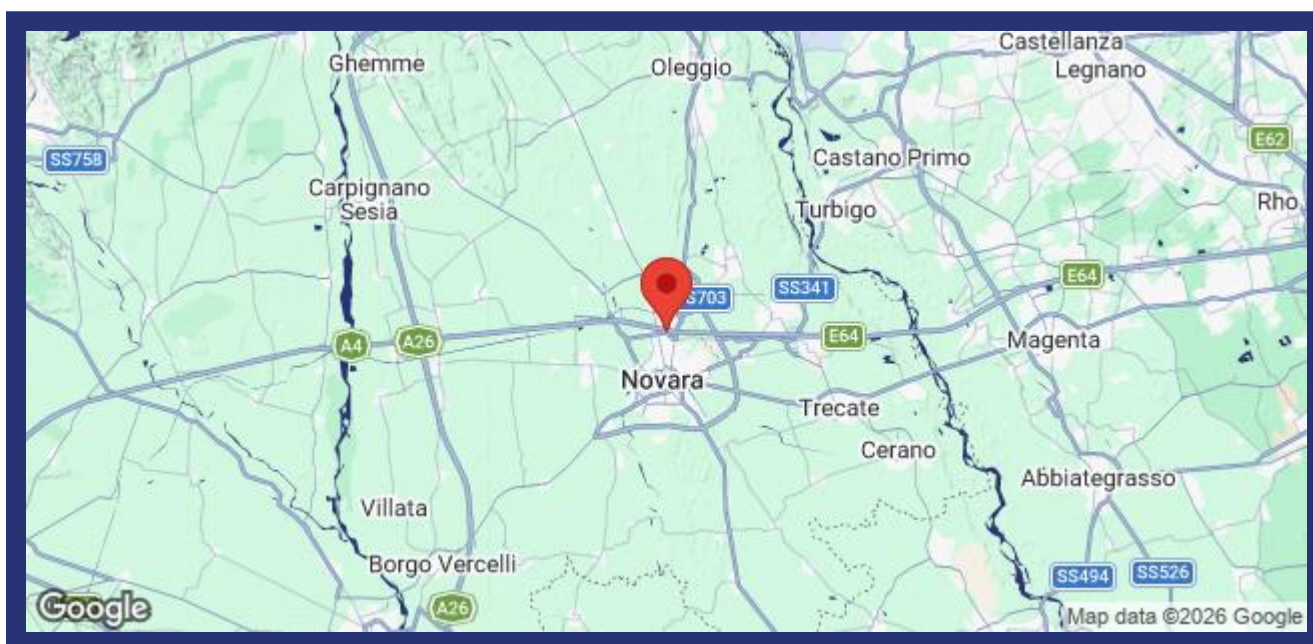 Castellanza
Ghemme
Oleggio
Legnano
E62
SS758
Castano Primo
Carpignano
Sesia
Turbigo
Rho
E64
SS341
S703
A4
A26
E64
Magenta
Novara
Trecate
Cerano
Abbiategrasso
Villata
Borgo Vercelli
SS494
SS526
A26
Google
Map data ©2026 Google